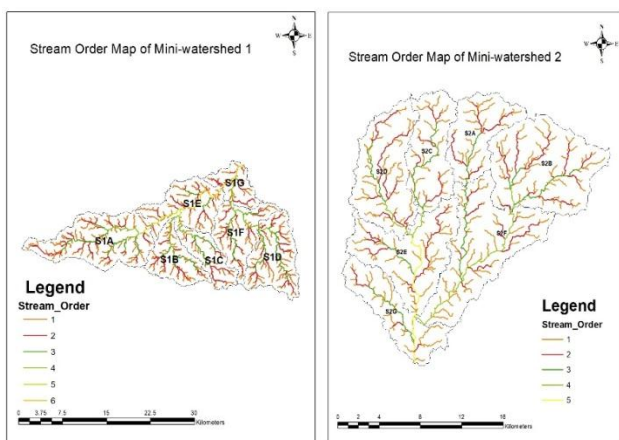 N
W E
S
Stream Order Map of Mini-watershed 1
S1G
S1E
S1A
S1F
S1B
S1C
S1D
Legend
Stream_Order
1
2
3
4
5
6
0 3.75 7.5 15 22.5 30
Kilometers
N
W E
S
Stream Order Map of Mini-watershed 2
S2A
S2C
S2B
S2D
S2F
S2E
S2G
Legend
Stream_Order
1
2
3
4
5
0 2 4 8 12 16
Kilometers